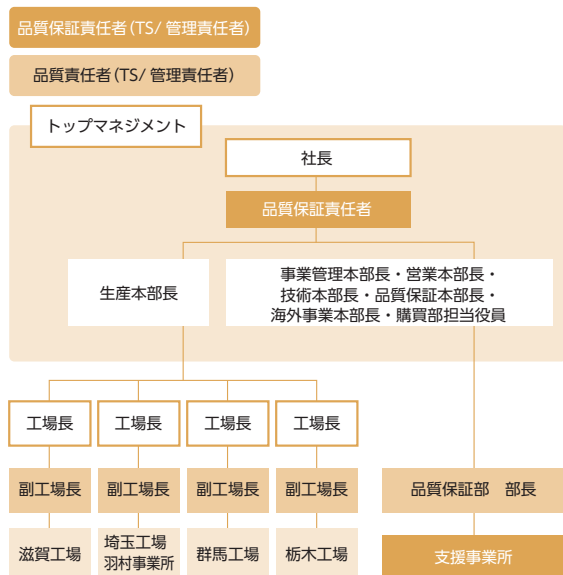 品質保証責任者(TS/ 管理責任者)
品質責任者(TS/ 管理責任者)
トップマネジメント
社長
品質保証責任者
生産本部長
事業管理本部長・営業本部長・
技術本部長・品質保証本部長・
海外事業本部長・購買部担当役員
工場長
工場長
工場長
工場長
副工場長
副工場長
副工場長
副工場長
品質保証部　部長
滋賀工場
埼玉工場
羽村事業所
群馬工場
栃木工場
支援事業所